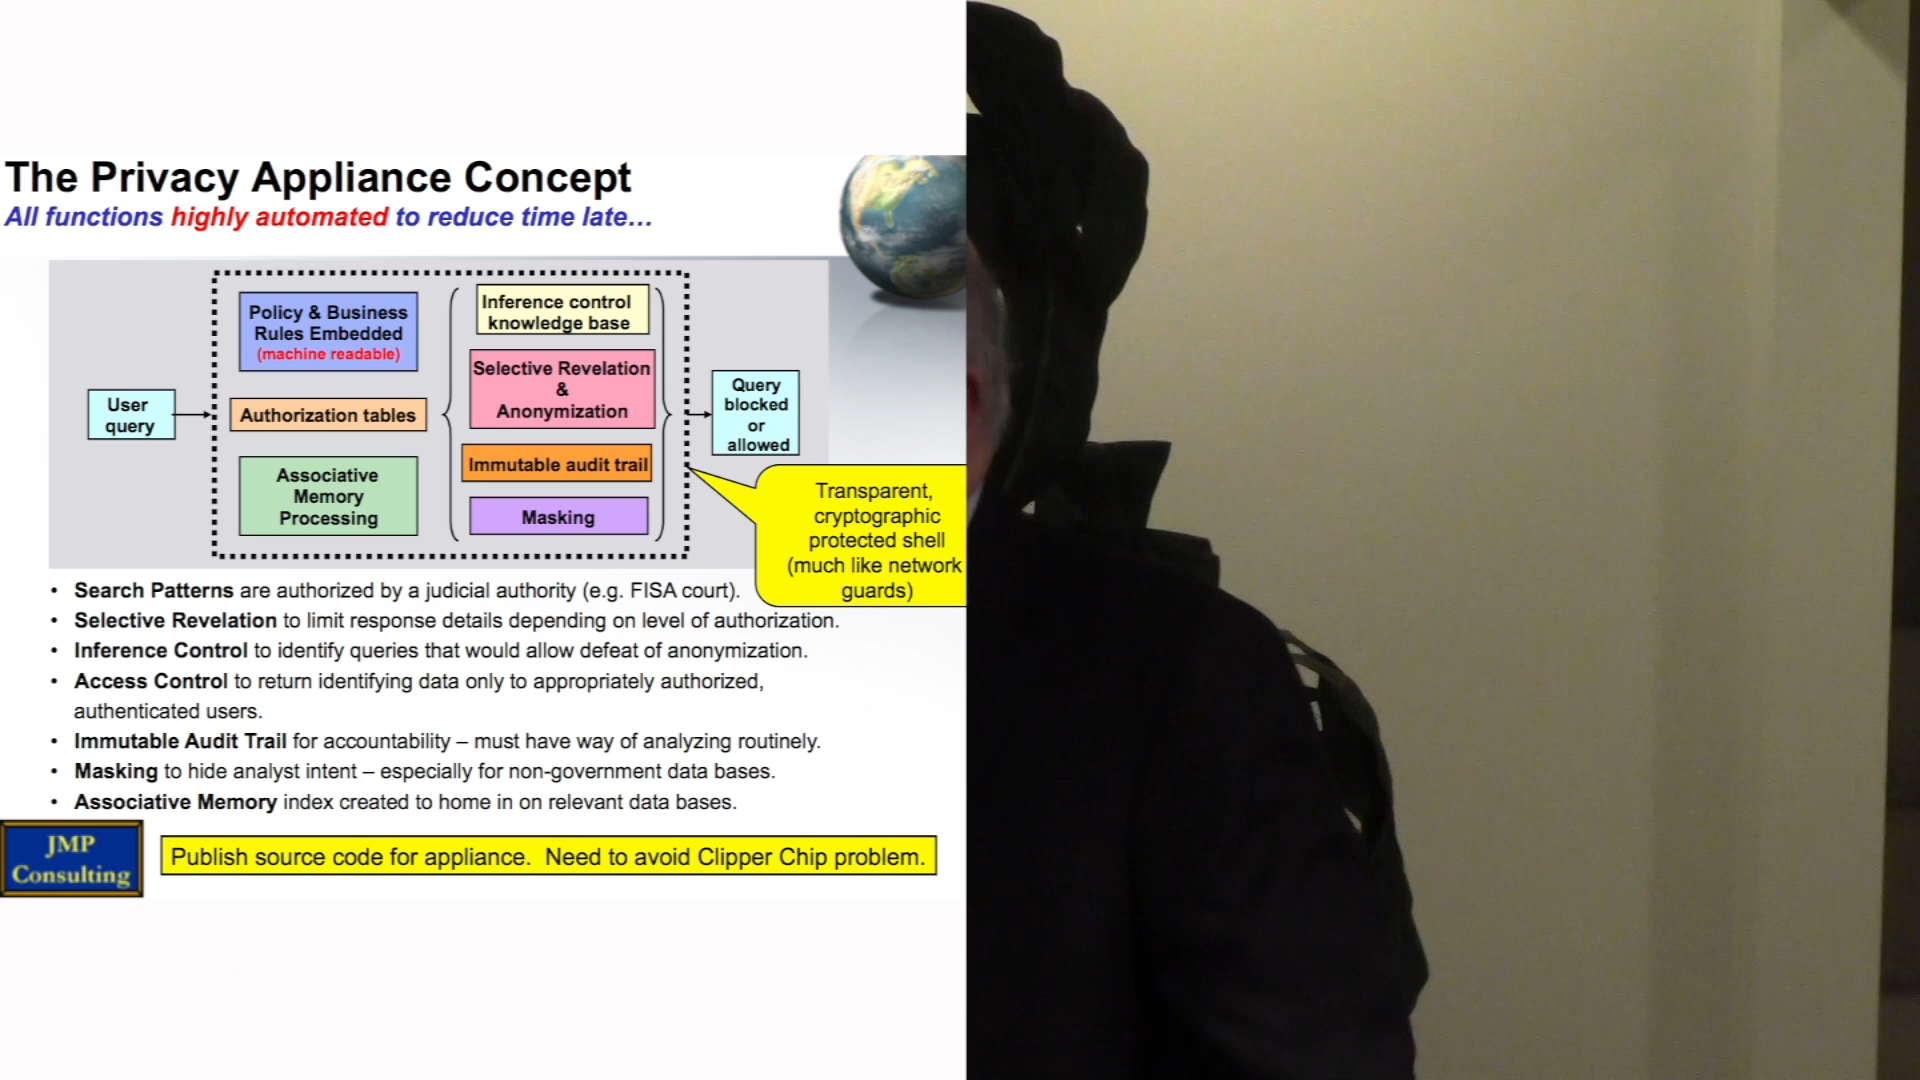 The Privacy Appliance Concept
All functions highly automated to reduce time late…
Policy & Business
Rules Embedded
(machine readable)
Authorization tables
Associative
Memory
Processing
User
query
Inference control
knowledge base
Selective Revelation
&
Anonymization
Immutable audit trail
Masking
Query
blocked
or
allowed
Transparent,
cryptographic
protected shell
(much like network
guards)
• Search Patterns are authorized by a judicial authority (e.g. FISA court).
• Selective Revelation to limit response details depending on level of authorization.
• Inference Control to identify queries that would allow defeat of anonymization.
• Access Control to return identifying data only to appropriately authorized,
authenticated users.
• Immutable Audit Trail for accountability – must have way of analyzing routinely.
• Masking to hide analyst intent – especially for non-government data bases.
• Associative Memory index created to home in on relevant data bases.
JMP
Consulting
Publish source code for appliance. Need to avoid Clipper Chip problem.